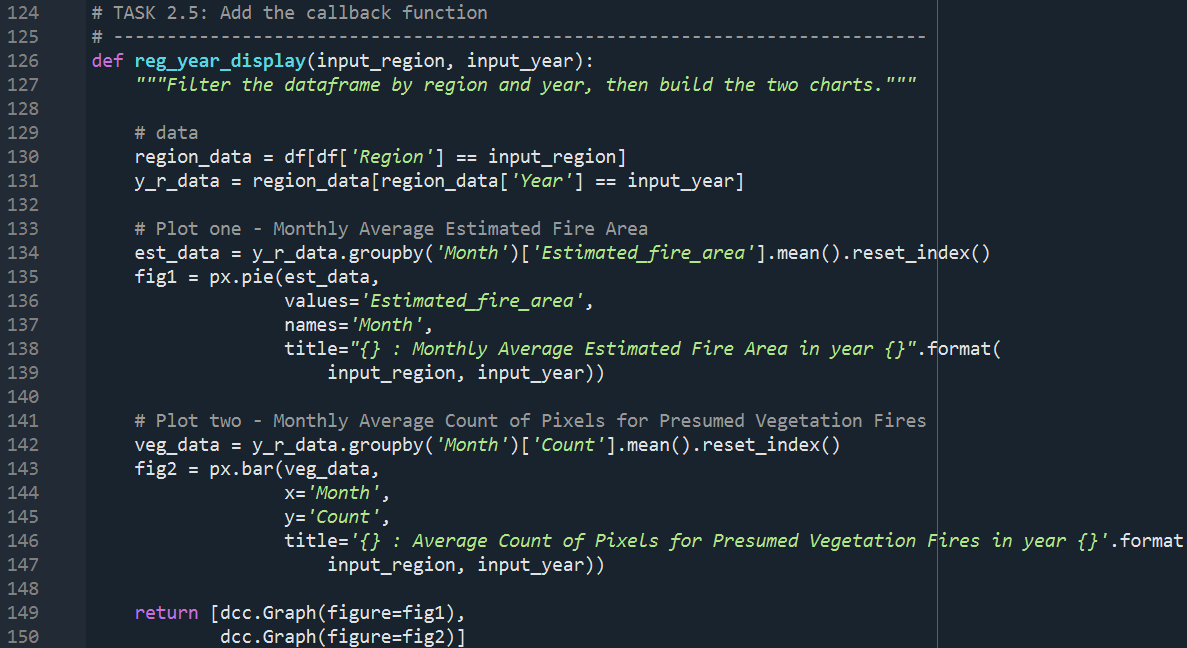 124 # TASK 2.5: Add the callback function
125 # ----------------------------------------------------------------------------
126 def reg_year_display(input_region, input_year):
127     """Filter the dataframe by region and year, then build the two charts."""
128
129     # data
130     region_data = df[df['Region'] == input_region]
131     y_r_data = region_data[region_data['Year'] == input_year]
132
133     # Plot one - Monthly Average Estimated Fire Area
134     est_data = y_r_data.groupby('Month')['Estimated_fire_area'].mean().reset_index()
135     fig1 = px.pie(est_data,
136                   values='Estimated_fire_area',
137                   names='Month',
138                   title="{} : Monthly Average Estimated Fire Area in year {}".format(
139                       input_region, input_year))
140
141     # Plot two - Monthly Average Count of Pixels for Presumed Vegetation Fires
142     veg_data = y_r_data.groupby('Month')['Count'].mean().reset_index()
143     fig2 = px.bar(veg_data,
144                   x='Month',
145                   y='Count',
146                   title='{} : Average Count of Pixels for Presumed Vegetation Fires in year {}'.format
147                       input_region, input_year))
148
149     return [dcc.Graph(figure=fig1),
150             dcc.Graph(figure=fig2)]